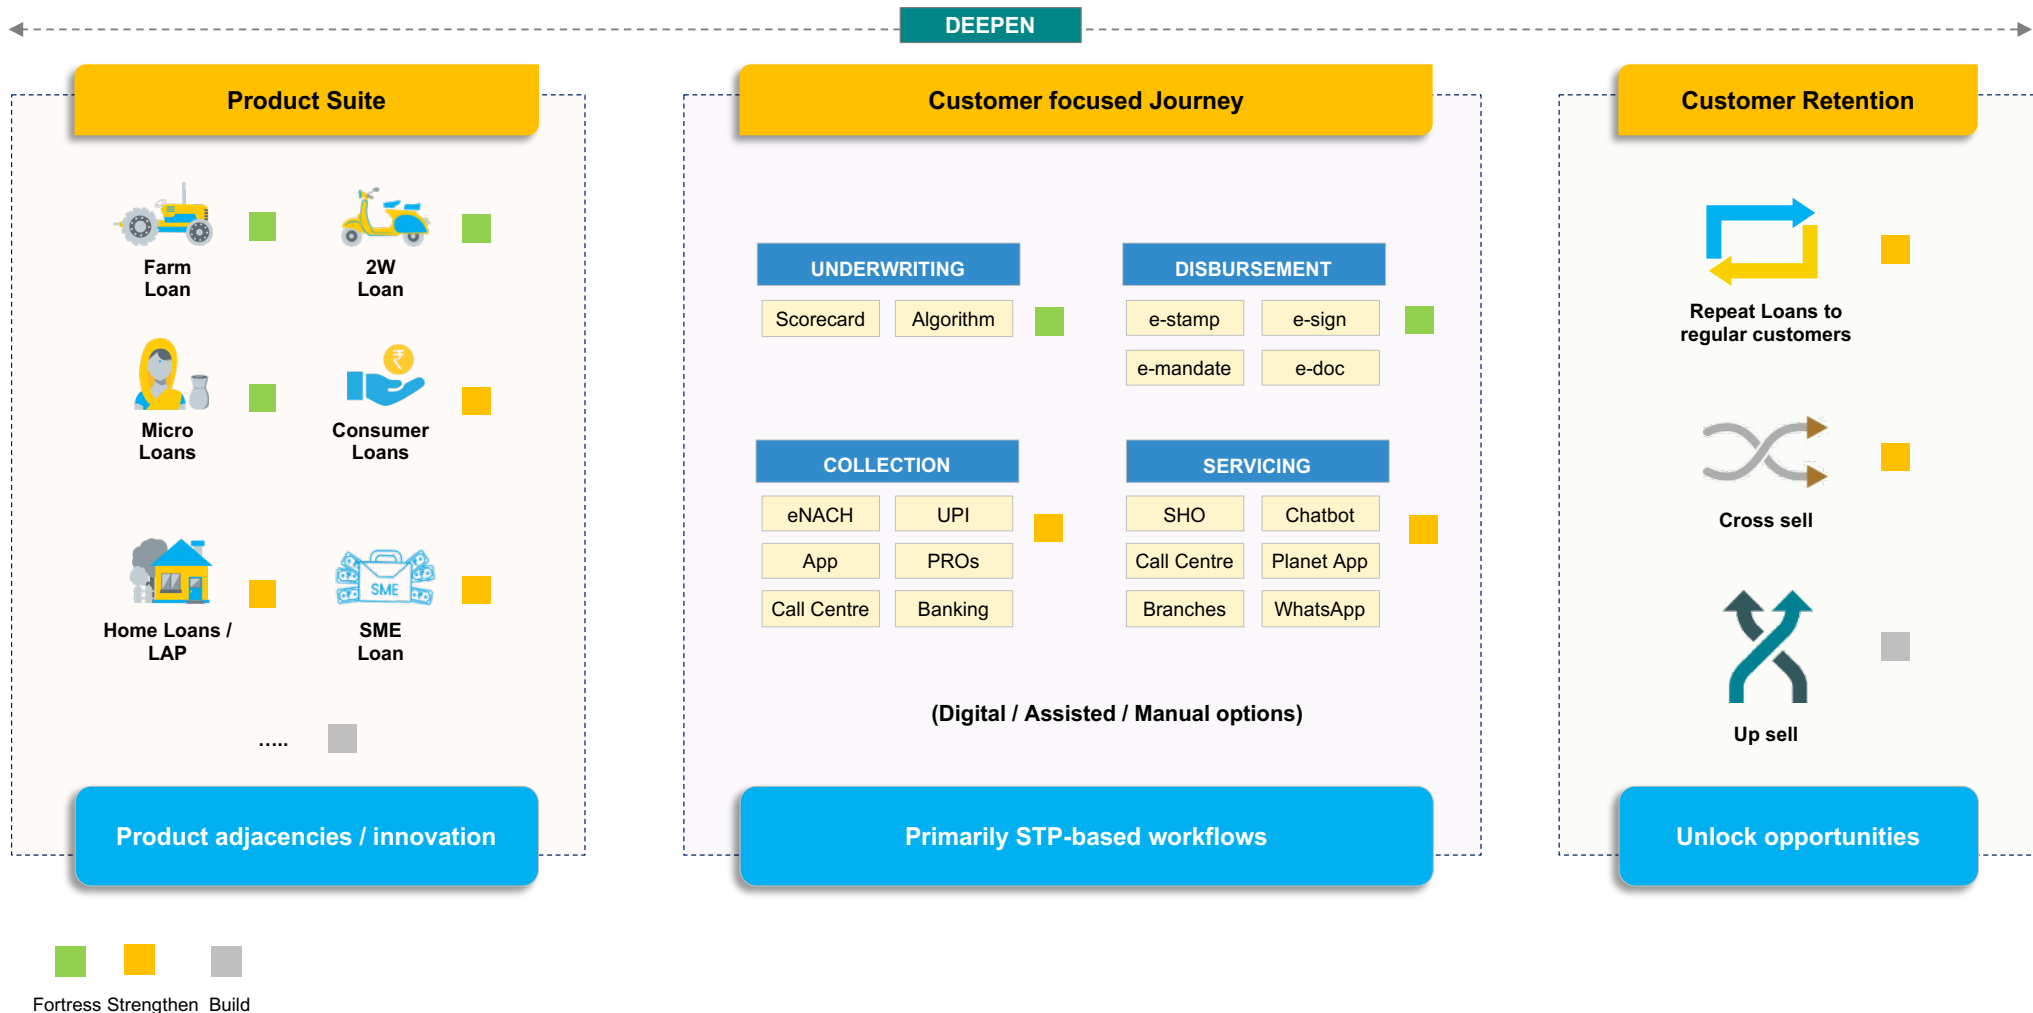 DEEPEN
Product Suite
Farm
Loan
2W
Loan
Micro
Loans
₹
Consumer
Loans
Home Loans /
LAP
SME
SME
Loan
.....
Product adjacencies / innovation
Customer focused Journey
UNDERWRITING
Scorecard
Algorithm
DISBURSEMENT
e-stamp
e-sign
e-mandate
e-doc
COLLECTION
eNACH
UPI
App
PROs
Call Centre
Banking
SERVICING
SHO
Chatbot
Call Centre
Planet App
Branches
WhatsApp
(Digital / Assisted / Manual options)
Primarily STP-based workflows
Customer Retention
Repeat Loans to
regular customers
Cross sell
Up sell
Unlock opportunities
Fortress
Strengthen
Build